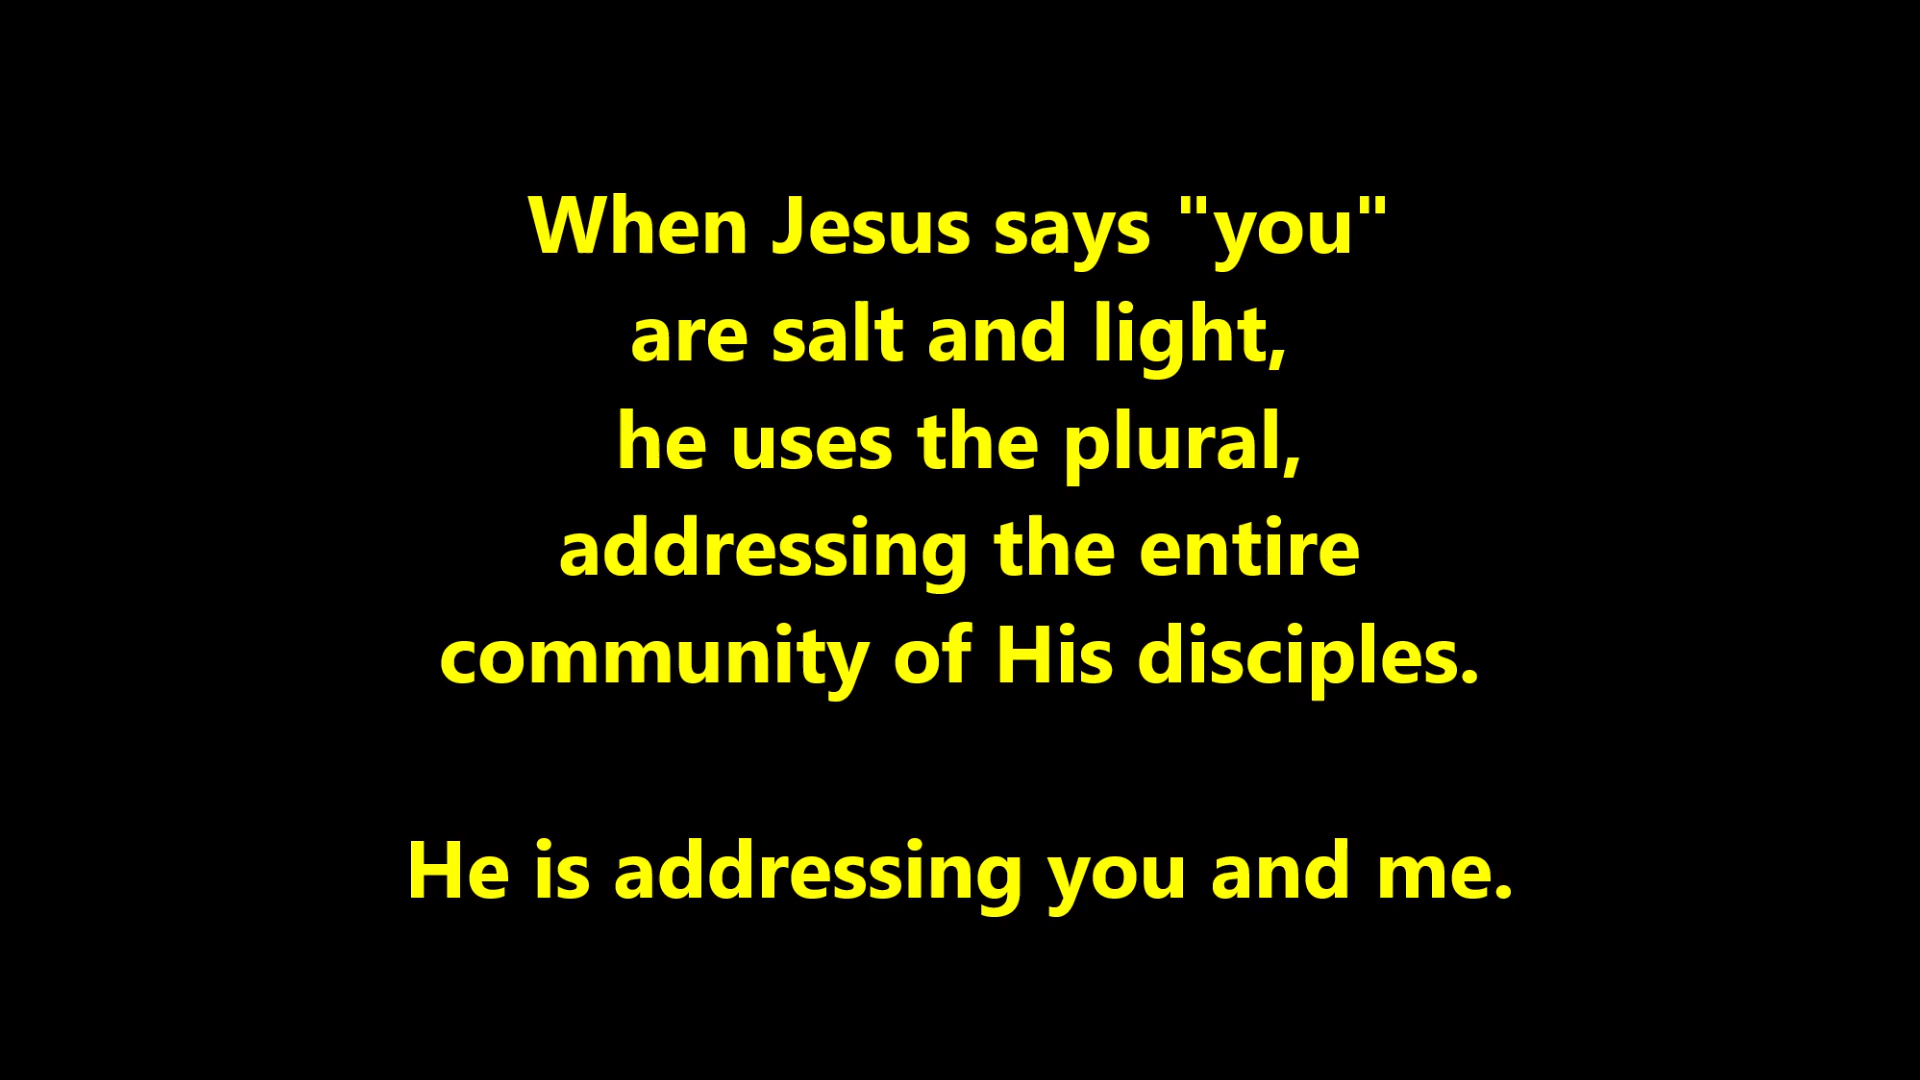 When Jesus says "you"
are salt and light,
he uses the plural,
addressing the entire
community of His disciples.
He is addressing you and me.